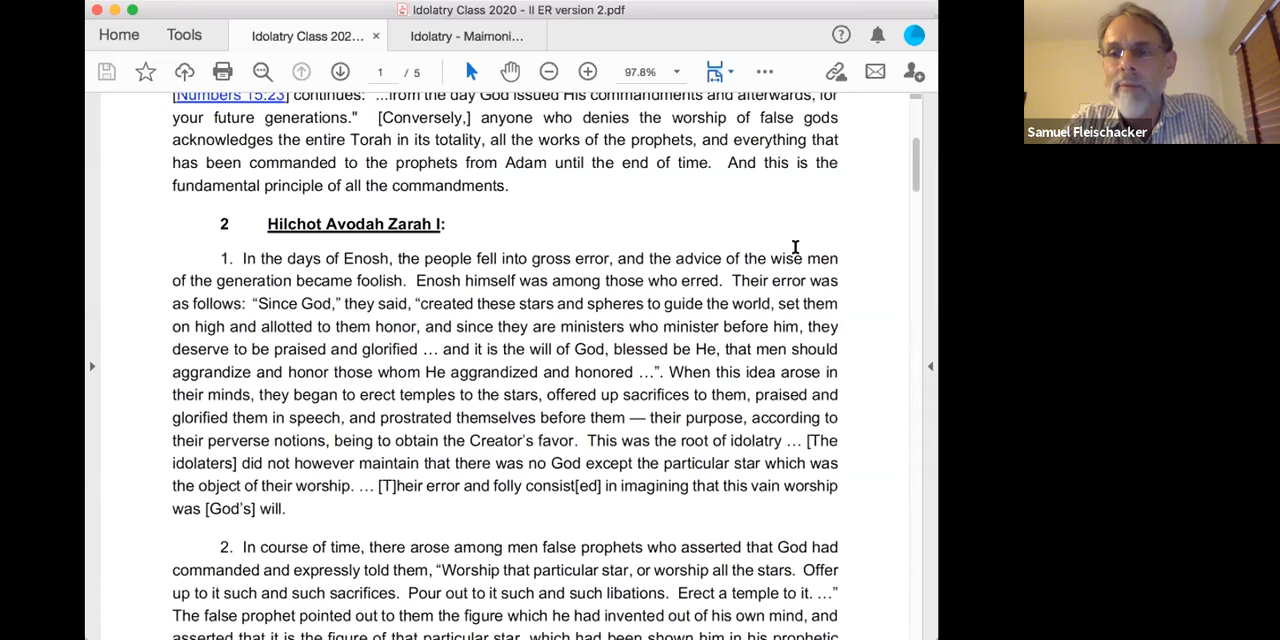 Idolatry Class 2020 - II ER version 2.pdf
Home Tools Idolatry Class 202... × Idolatry - Maimoni...
1 / 5 97.8%
Samuel Fleischacker
[Numbers 15:23] continues: "...from the day God issued His commandments and afterwards, for
your future generations." [Conversely,] anyone who denies the worship of false gods
acknowledges the entire Torah in its totality, all the works of the prophets, and everything that
has been commanded to the prophets from Adam until the end of time. And this is the
fundamental principle of all the commandments.
2 Hilchot Avodah Zarah I:
1. In the days of Enosh, the people fell into gross error, and the advice of the wise men
of the generation became foolish. Enosh himself was among those who erred. Their error was
as follows: “Since God,” they said, “created these stars and spheres to guide the world, set them
on high and allotted to them honor, and since they are ministers who minister before him, they
deserve to be praised and glorified … and it is the will of God, blessed be He, that men should
aggrandize and honor those whom He aggrandized and honored …”. When this idea arose in
their minds, they began to erect temples to the stars, offered up sacrifices to them, praised and
glorified them in speech, and prostrated themselves before them — their purpose, according to
their perverse notions, being to obtain the Creator’s favor. This was the root of idolatry … [The
idolaters] did not however maintain that there was no God except the particular star which was
the object of their worship. … [T]heir error and folly consist[ed] in imagining that this vain worship
was [God’s] will.
2. In course of time, there arose among men false prophets who asserted that God had
commanded and expressly told them, “Worship that particular star, or worship all the stars. Offer
up to it such and such sacrifices. Pour out to it such and such libations. Erect a temple to it. …”
The false prophet pointed out to them the figure which he had invented out of his own mind, and
asserted that it is the figure of that particular star, which had been shown him in his prophetic